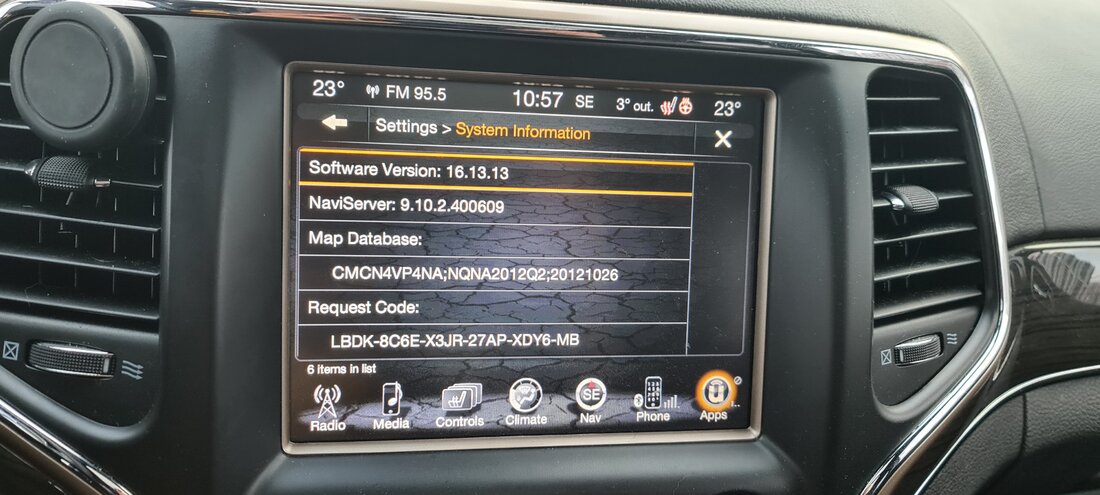 23° FM 95.5 10:57 SE 3° out. 23°
Settings > System Information
Software Version: 16.13.13
NaviServer: 9.10.2.400609
Map Database:
CMCN4VP4NA;NQNA2012Q2;20121026
Request Code:
LBDK-8C6E-X3JR-27AP-XDY6-MB
6 items in list
SE
Radio Media Controls Climate Nav Phone Apps